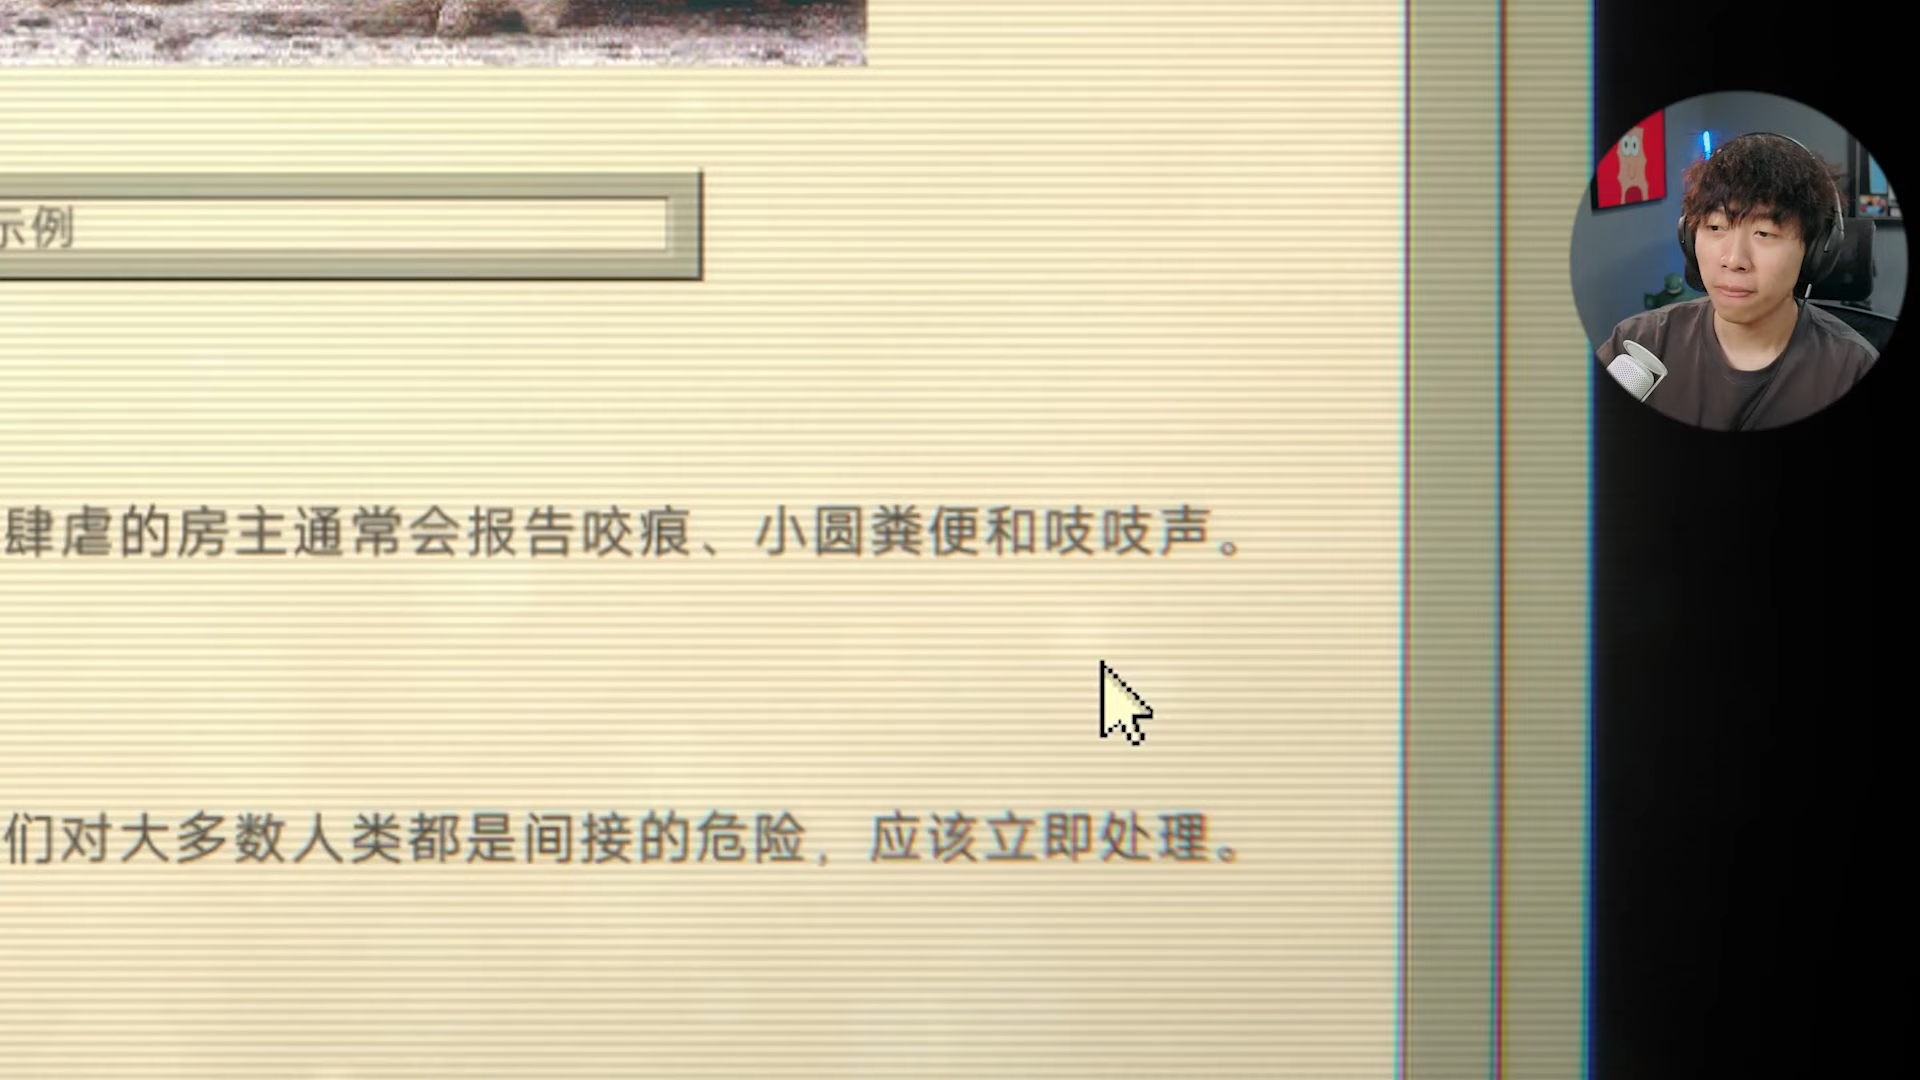 示例
肆虐的房主通常会报告咬痕、小圆粪便和吱吱声。
们对大多数人类都是间接的危险，应该立即处理。